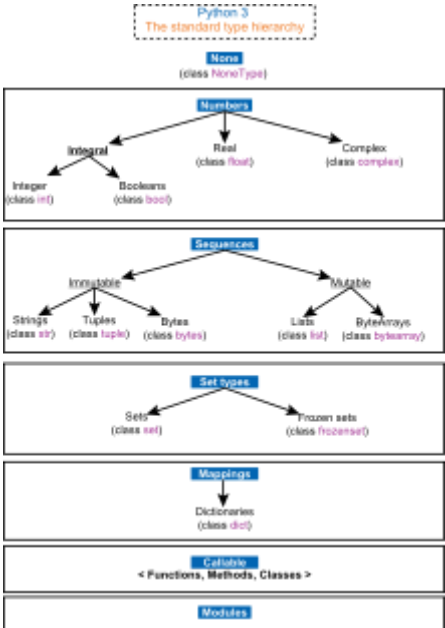 Python 3
The standard type hierarchy
None
(class NoneType)
Numbers
Integral
Real
(class float)
Complex
(class complex)
Integer
(class int)
Booleans
(class bool)
Sequences
Immutable
Mutable
Strings
(class str)
Tuples
(class tuple)
Bytes
(class bytes)
Lists
(class list)
ByteArrays
(class bytearray)
Set types
Sets
(class set)
Frozen sets
(class frozenset)
Mappings
Dictionaries
(class dict)
Callable
< Functions, Methods, Classes >
Modules